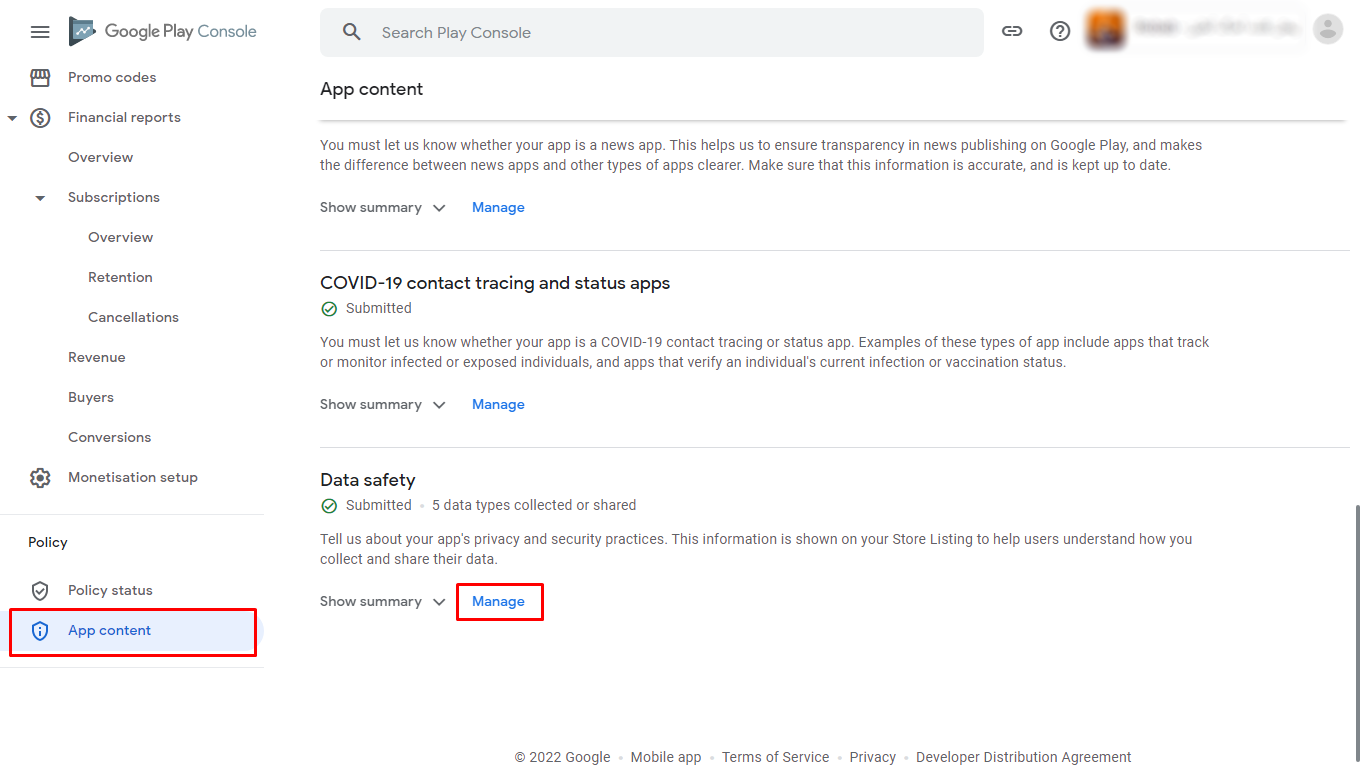 Google Play Console
Search Play Console
Promo codes
Financial reports
Overview
Subscriptions
Overview
Retention
Cancellations
Revenue
Buyers
Conversions
Monetisation setup
Policy
Policy status
App content
App content
You must let us know whether your app is a news app. This helps us to ensure transparency in news publishing on Google Play, and makes
the difference between news apps and other types of apps clearer. Make sure that this information is accurate, and is kept up to date.
Show summary Manage
COVID-19 contact tracing and status apps
Submitted
You must let us know whether your app is a COVID-19 contact tracing or status app. Examples of these types of app include apps that track
or monitor infected or exposed individuals, and apps that verify an individual's current infection or vaccination status.
Show summary Manage
Data safety
Submitted • 5 data types collected or shared
Tell us about your app's privacy and security practices. This information is shown on your Store Listing to help users understand how you
collect and share their data.
Show summary Manage
© 2022 Google • Mobile app • Terms of Service • Privacy • Developer Distribution Agreement